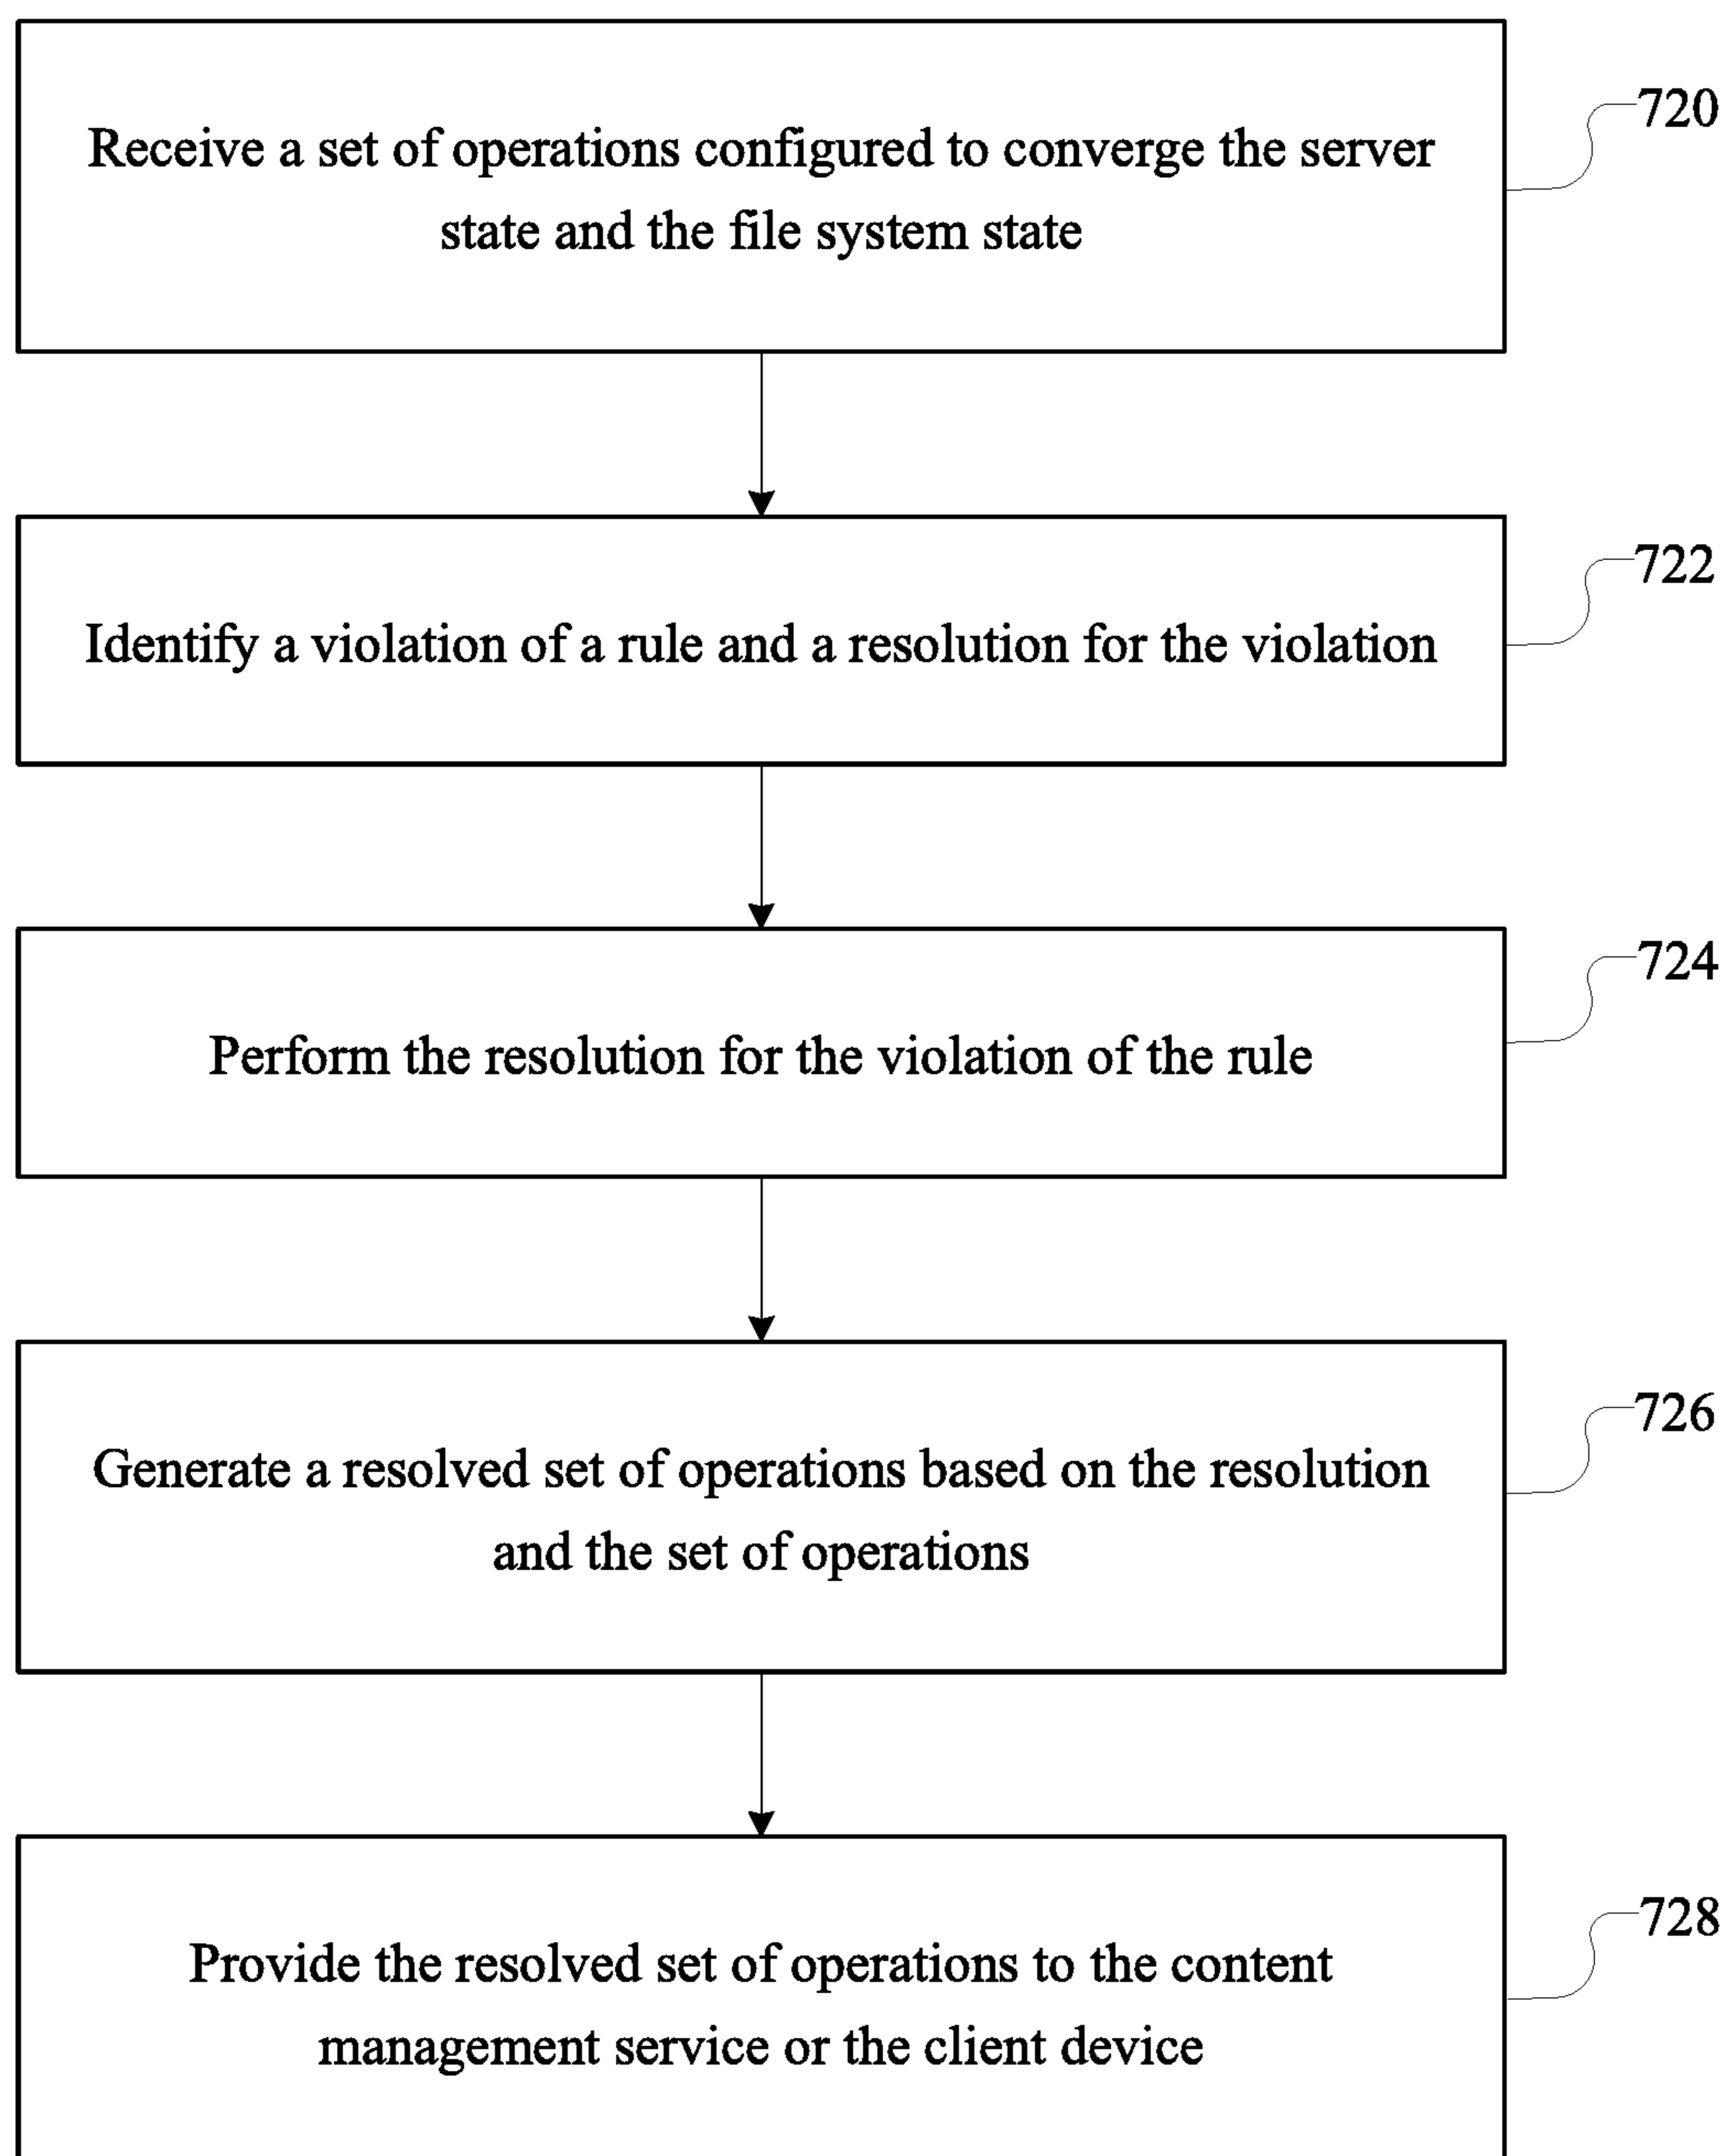 Receive a set of operations configured to converge the server
state and the file system state
720
Identify a violation of a rule and a resolution for the violation
722
Perform the resolution for the violation of the rule
724
Generate a resolved set of operations based on the resolution
and the set of operations
726
Provide the resolved set of operations to the content
management service or the client device
728